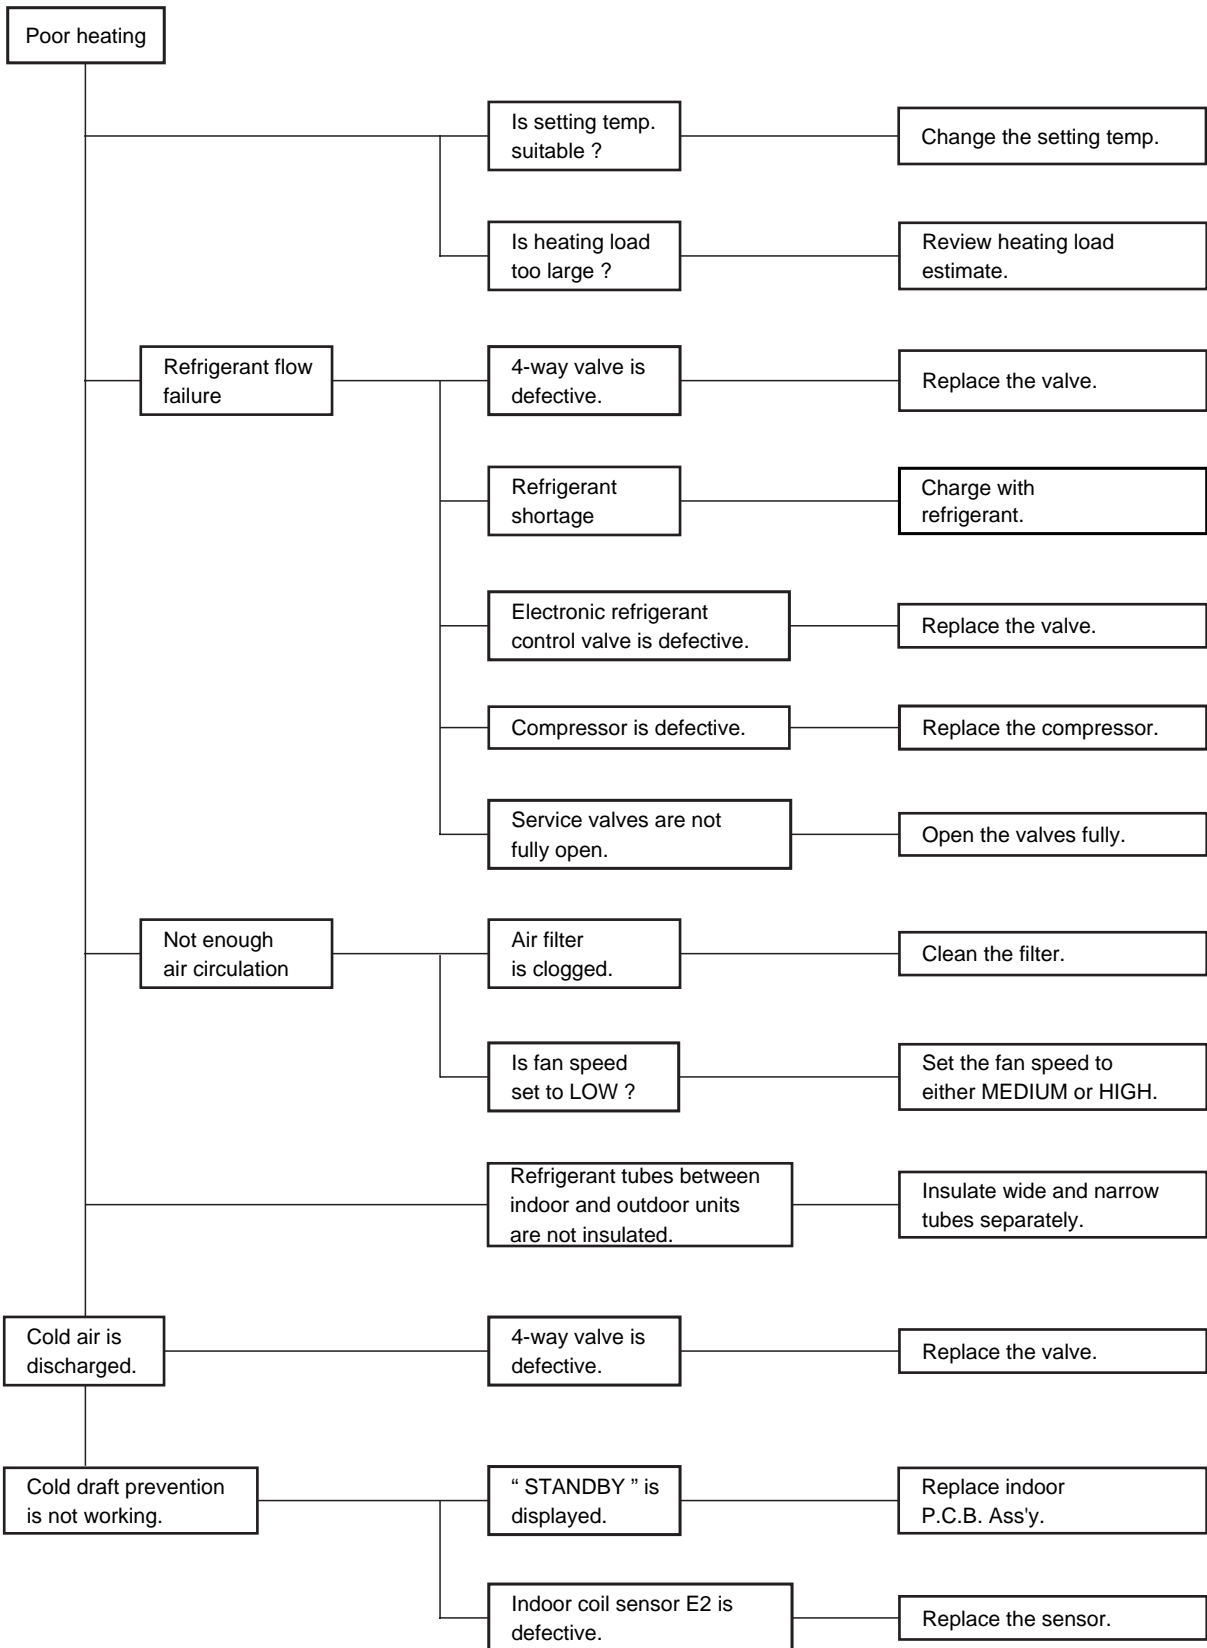 Poor heating
Is setting temp.
suitable ?
Change the setting temp.
Is heating load
too large ?
Review heating load
estimate.
Refrigerant flow
failure
4-way valve is
defective.
Replace the valve.
Refrigerant
shortage
Charge with
refrigerant.
Electronic refrigerant
control valve is defective.
Replace the valve.
Compressor is defective.
Replace the compressor.
Service valves are not
fully open.
Open the valves fully.
Not enough
air circulation
Air filter
is clogged.
Clean the filter.
Is fan speed
set to LOW ?
Set the fan speed to
either MEDIUM or HIGH.
Refrigerant tubes between
indoor and outdoor units
are not insulated.
Insulate wide and narrow
tubes separately.
Cold air is
discharged.
4-way valve is
defective.
Replace the valve.
Cold draft prevention
is not working.
“ STANDBY ” is
displayed.
Replace indoor
P.C.B. Ass'y.
Indoor coil sensor E2 is
defective.
Replace the sensor.